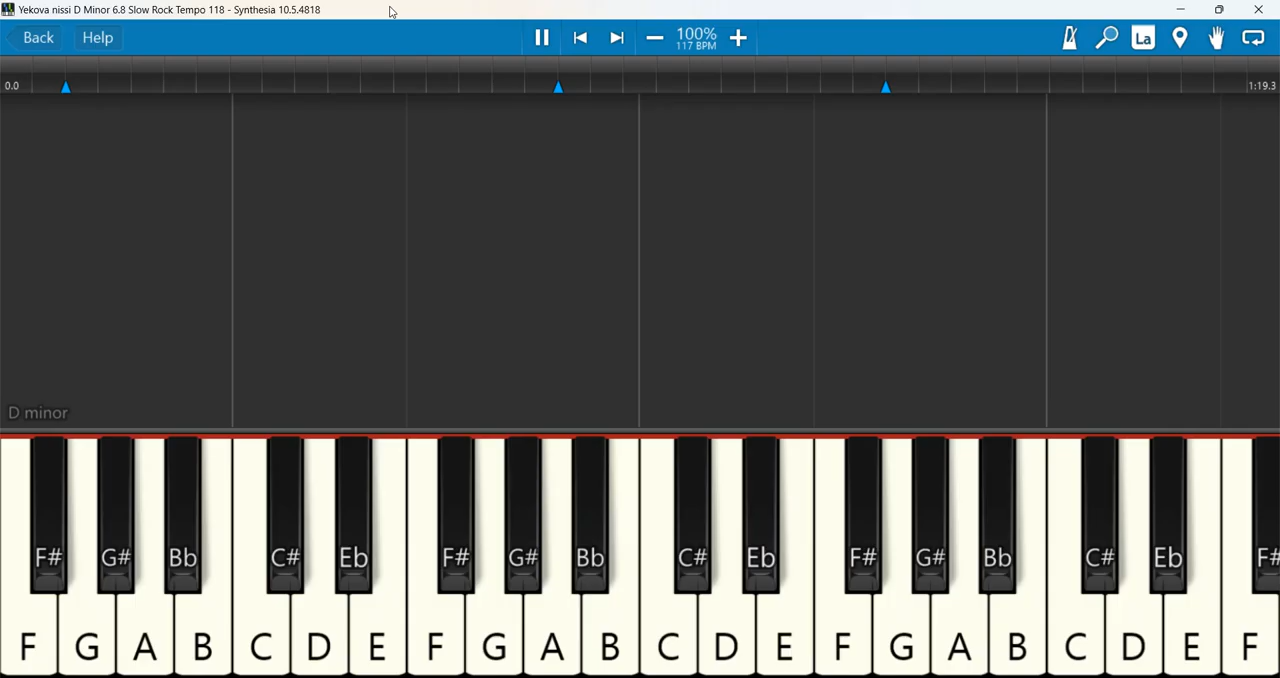 Yekova nissi D Minor 6.8 Slow Rock Tempo 118 - Synthesia 10.5.4818
Back Help 100% La
117 BPM
0.0 1:19.3
D minor
F# G# Bb C# Eb F# G# Bb C# Eb F# G# Bb C# Eb F#
F G A B C D E F G A B C D E F G A B C D E F